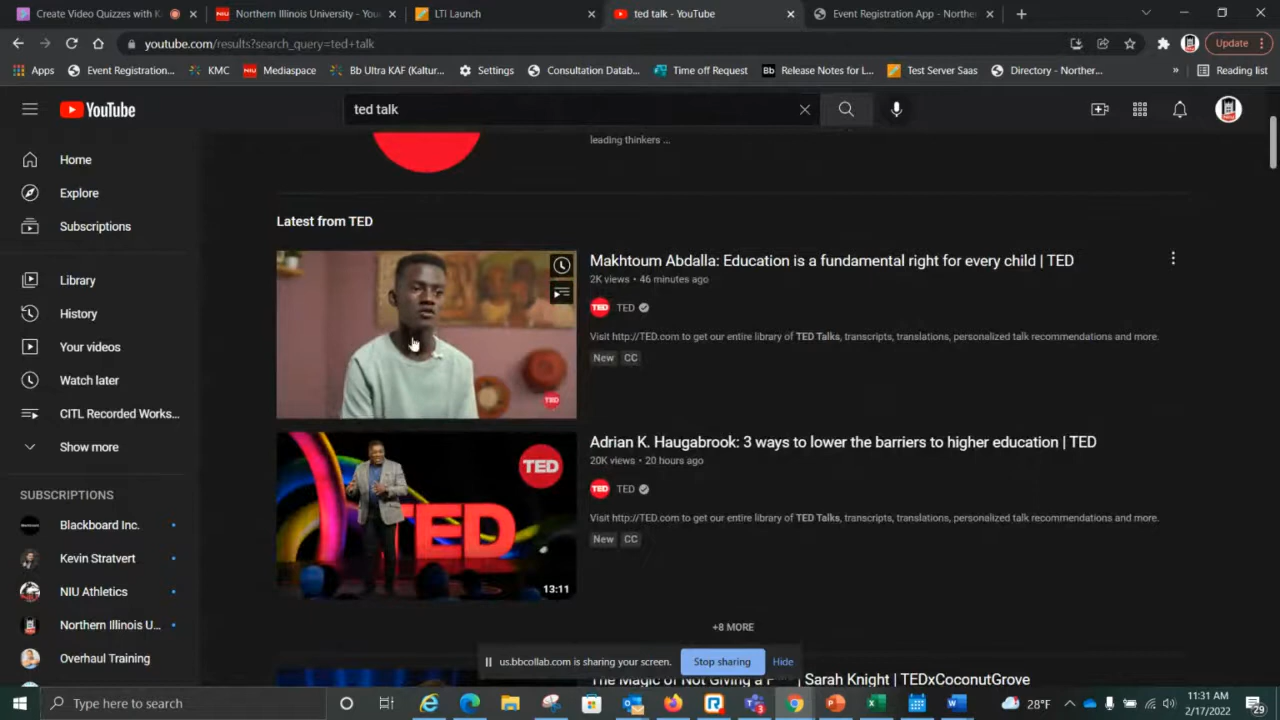 Create Video Quizzes with K
Northern Illinois University - You
LTI Launch
ted talk - YouTube
Event Registration App - Northe
youtube.com/results?search_query=ted+talk
Update
Apps
Event Registration...
KMC
NIU
Mediaspace
Bb Ultra KAF (Kaltur...
Settings
Consultation Datab...
Time off Request
Bb
Release Notes for L...
Test Server Saas
Directory - Norther...
»
Reading list
YouTube
ted talk
leading thinkers ...
Home
Explore
Subscriptions
Library
History
Your videos
Watch later
CITL Recorded Works...
Show more
SUBSCRIPTIONS
Blackboard Inc.
Kevin Stratvert
NIU Athletics
Northern Illinois U...
Overhaul Training
Latest from TED
TED
Makhtoum Abdalla: Education is a fundamental right for every child | TED
2K views • 46 minutes ago
TED
TED
Visit http://TED.com to get our entire library of TED Talks, transcripts, translations, personalized talk recommendations and more.
New
CC
TED
TED
13:11
Adrian K. Haugabrook: 3 ways to lower the barriers to higher education | TED
20K views • 20 hours ago
TED
TED
Visit http://TED.com to get our entire library of TED Talks, transcripts, translations, personalized talk recommendations and more.
New
CC
+8 MORE
us.bbcollab.com is sharing your screen.
Stop sharing
Hide
The Magic of Not Giving a F | Sarah Knight | TEDxCoconutGrove
Type here to search
28°F
11:31 AM
2/17/2022
29